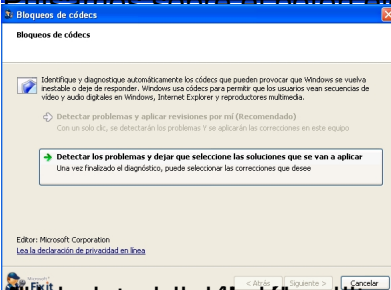 Bloqueos de códecs
Bloqueos de códecs
Identifique y diagnostique automáticamente los códecs que pueden provocar que Windows se vuelva
inestable o deje de responder. Windows usa códecs para permitir que los usuarios vean secuencias de
vídeo y audio digitales en Windows, Internet Explorer y reproductores multimedia.
Detectar problemas y aplicar revisiones por mí (Recomendado)
Con un solo clic, se detectarán los problemas Y se aplicarán las correcciones en este equipo
Detectar los problemas y dejar que seleccione las soluciones que se van a aplicar
Una vez finalizado el diagnóstico, puede seleccionar las correcciones que desee
Editor: Microsoft Corporation
Lea la declaración de privacidad en línea
Microsoft
Fix it
< Atrás
Siguiente >
Cancelar